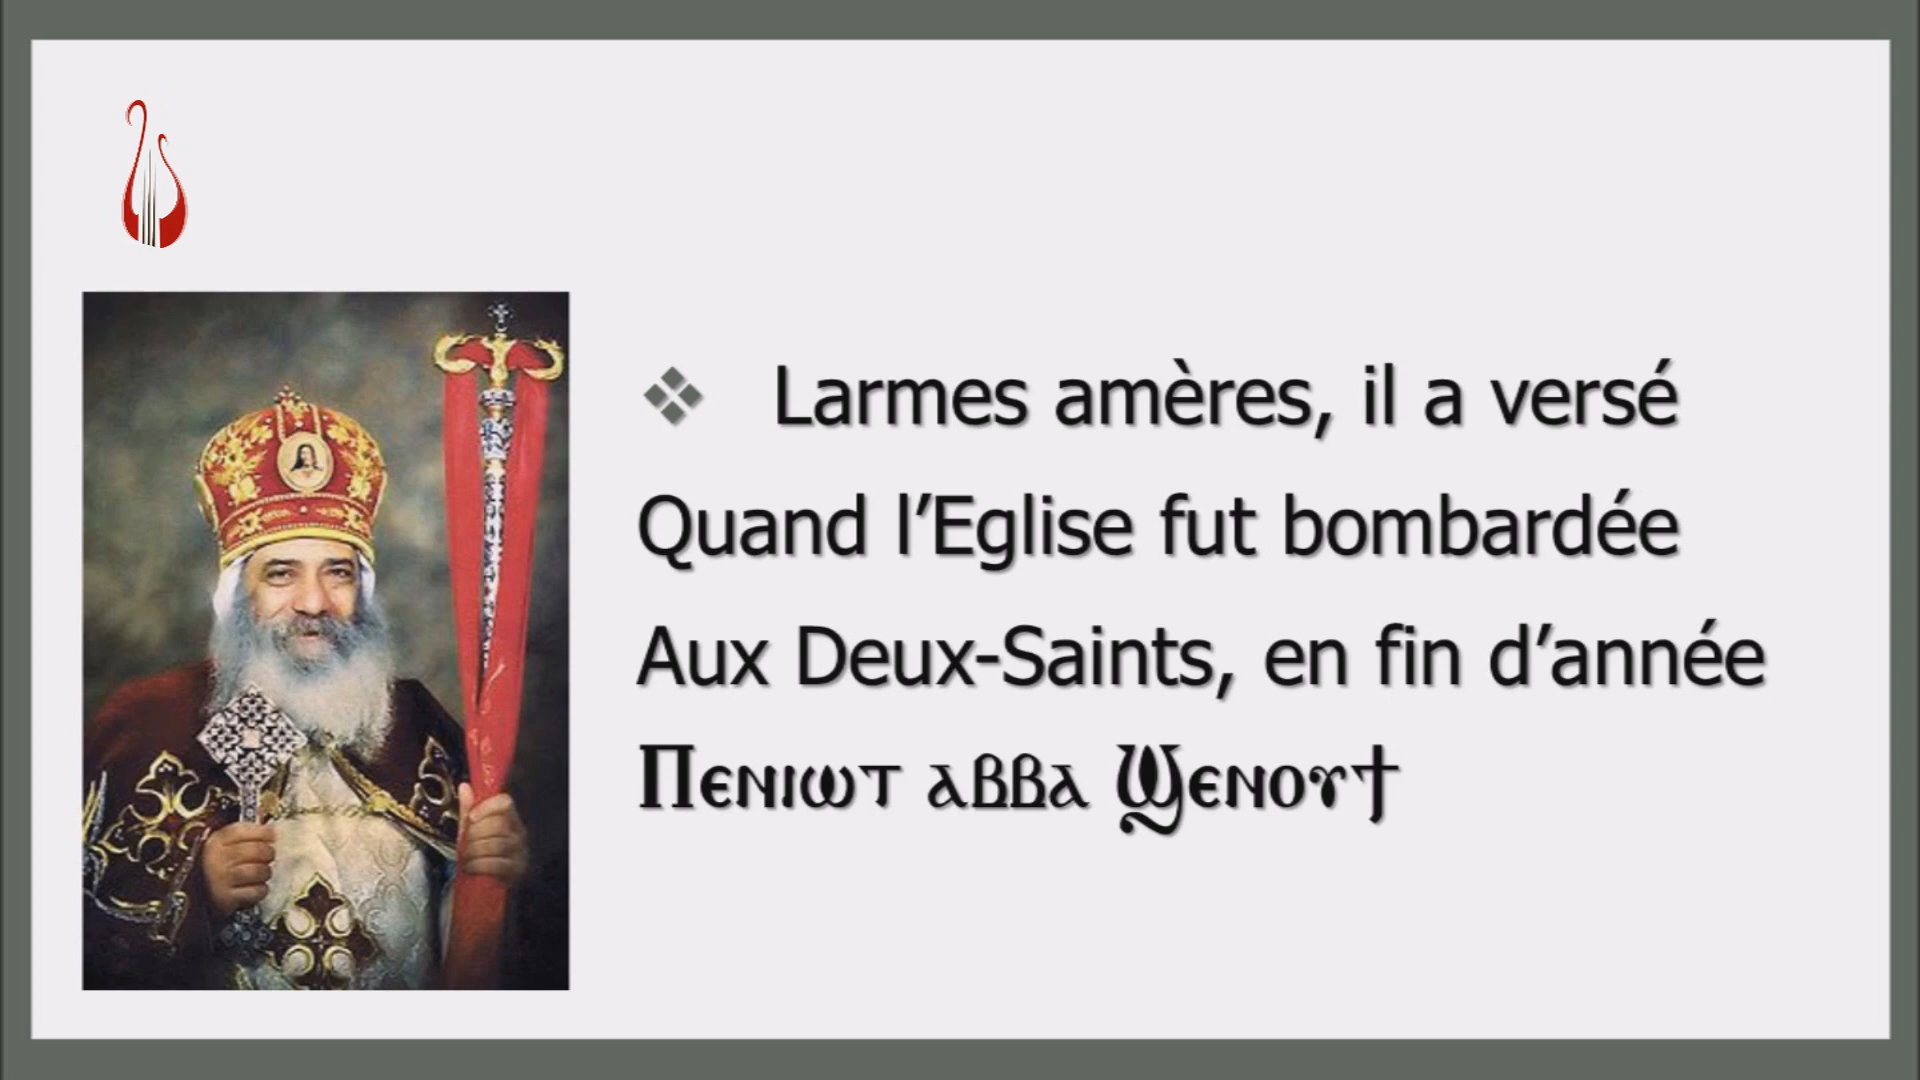 ❖ Larmes amères, il a versé
Quand l’Eglise fut bombardée
Aux Deux-Saints, en fin d’année
Ⲡⲉⲛⲓⲱⲧ ⲁⲃⲃⲁ Ϣⲉⲛⲟⲩϯ